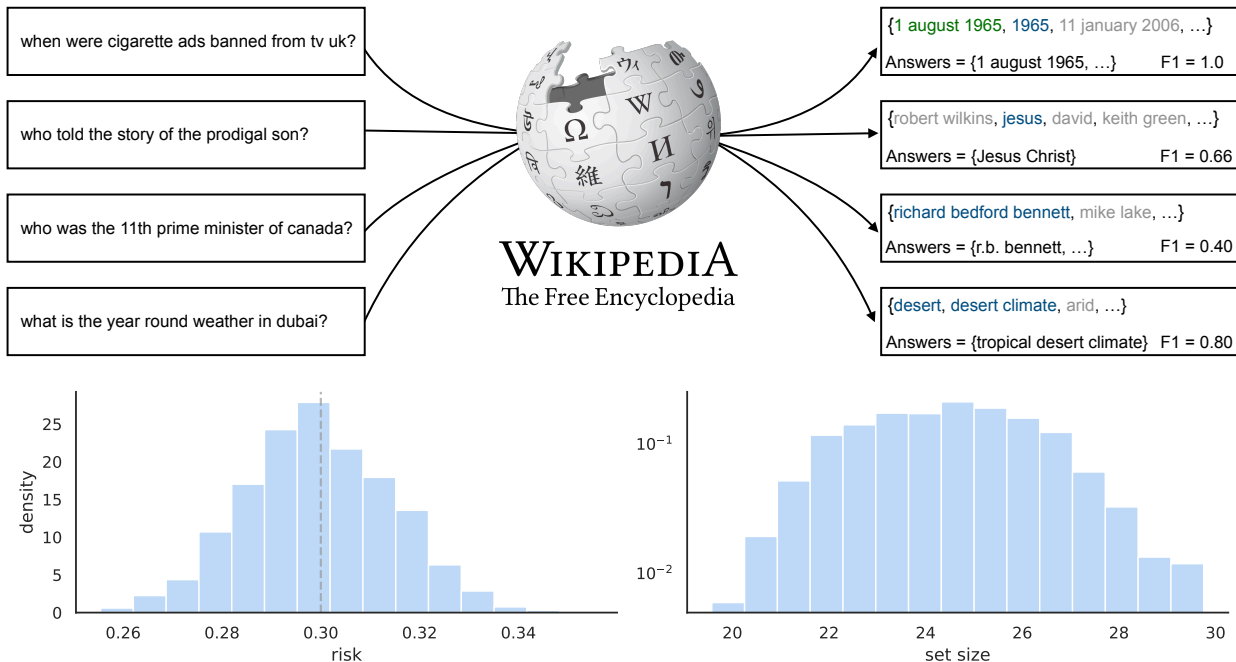 when were cigarette ads banned from tv uk?
who told the story of the prodigal son?
who was the 11th prime minister of canada?
what is the year round weather in dubai?
Ω
W
И
維
ウィ
WIKIPEDIA
The Free Encyclopedia
{1 august 1965, 1965, 11 january 2006, …}
Answers = {1 august 1965, …} F1 = 1.0
{robert wilkins, jesus, david, keith green, …}
Answers = {Jesus Christ} F1 = 0.66
{richard bedford bennett, mike lake, …}
Answers = {r.b. bennett, …} F1 = 0.40
{desert, desert climate, arid, …}
Answers = {tropical desert climate} F1 = 0.80
density
25
20
15
10
5
0
0.26 0.28 0.30 0.32 0.34
risk
10⁻¹
10⁻²
20 22 24 26 28 30
set size